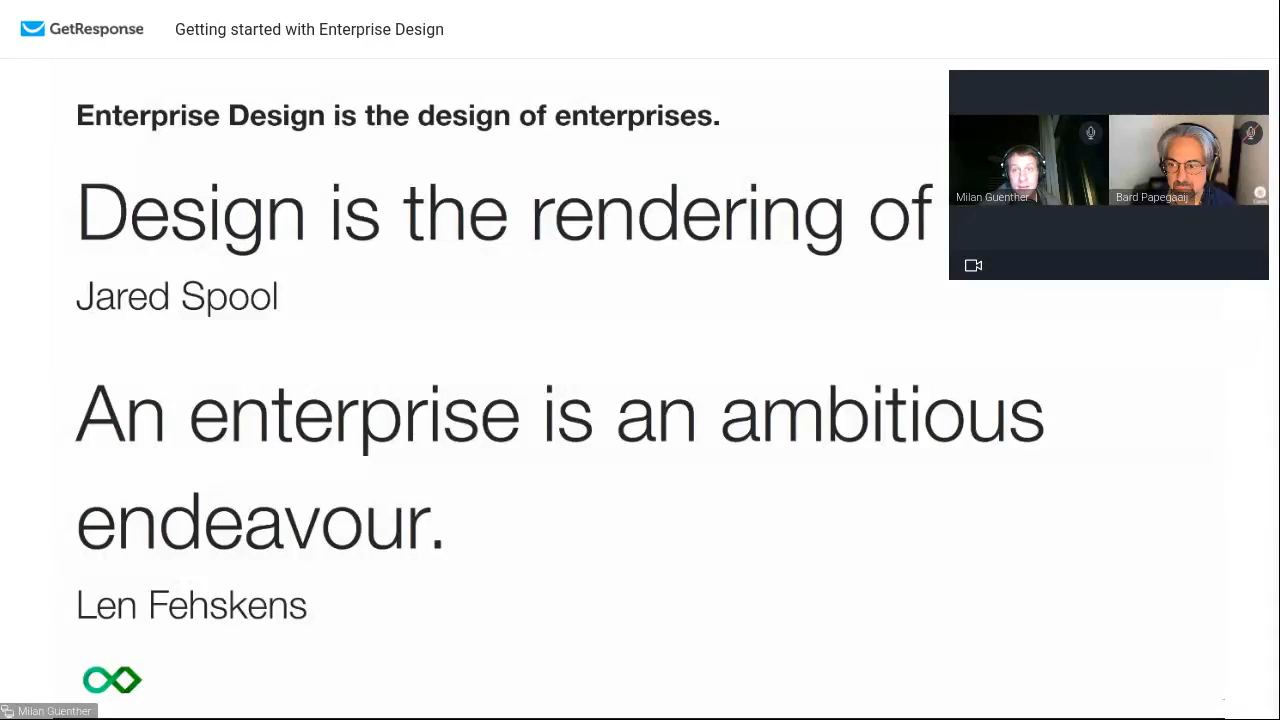 GetResponse
Getting started with Enterprise Design
Enterprise Design is the design of enterprises.
Design is the rendering of
Jared Spool
Milan Guenther
Bard Papegaaij
An enterprise is an ambitious
endeavour.
Len Fehskens
Milan Guenther